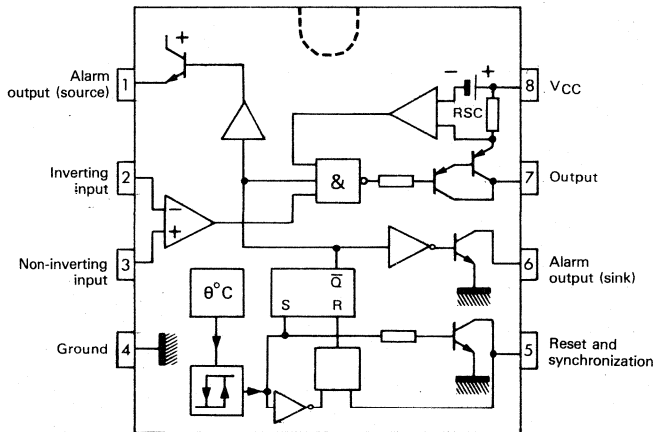 +
Alarm
output (source)
1
− +
8
VCC
RSC
Inverting
input
2
&
7
Output
−
+
Non-inverting
input
3
6
Alarm
output (sink)
θ°C
Q̅
S R
Ground
4
5
Reset and
synchronization